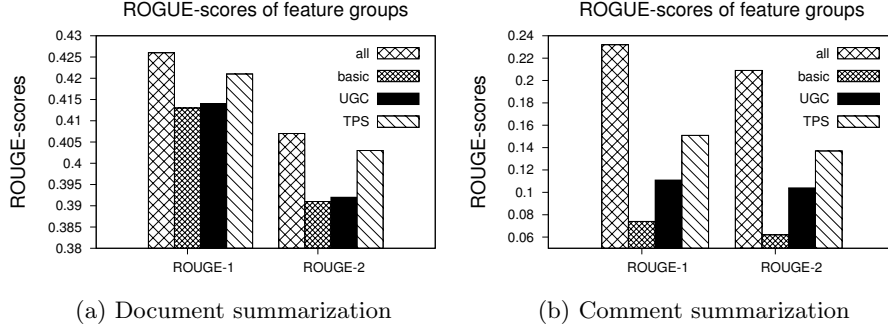 ROGUE-scores of feature groups
ROUGE-scores
0.43
0.425
0.42
0.415
0.41
0.405
0.4
0.395
0.39
0.385
0.38
all
basic
UGC
TPS
ROUGE-1 ROUGE-2
(a) Document summarization
ROGUE-scores of feature groups
ROUGE-scores
0.24
0.22
0.2
0.18
0.16
0.14
0.12
0.1
0.08
0.06
all
basic
UGC
TPS
ROUGE-1 ROUGE-2
(b) Comment summarization